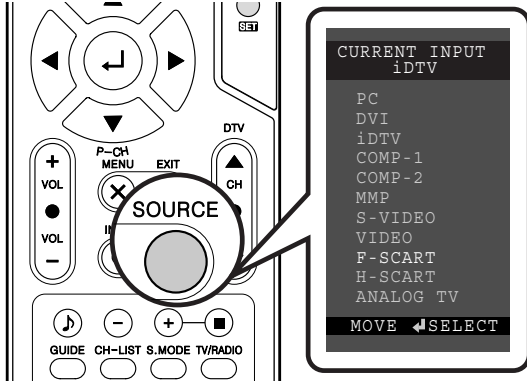 SET
DTV
P-CH
MENU EXIT
+
VOL
CH
SOURCE
VOL
−
− +
GUIDE CH-LIST S.MODE TV/RADIO
CURRENT INPUT
iDTV
PC
DVI
iDTV
COMP-1
COMP-2
MMP
S-VIDEO
VIDEO
F-SCART
H-SCART
ANALOG TV
MOVE SELECT